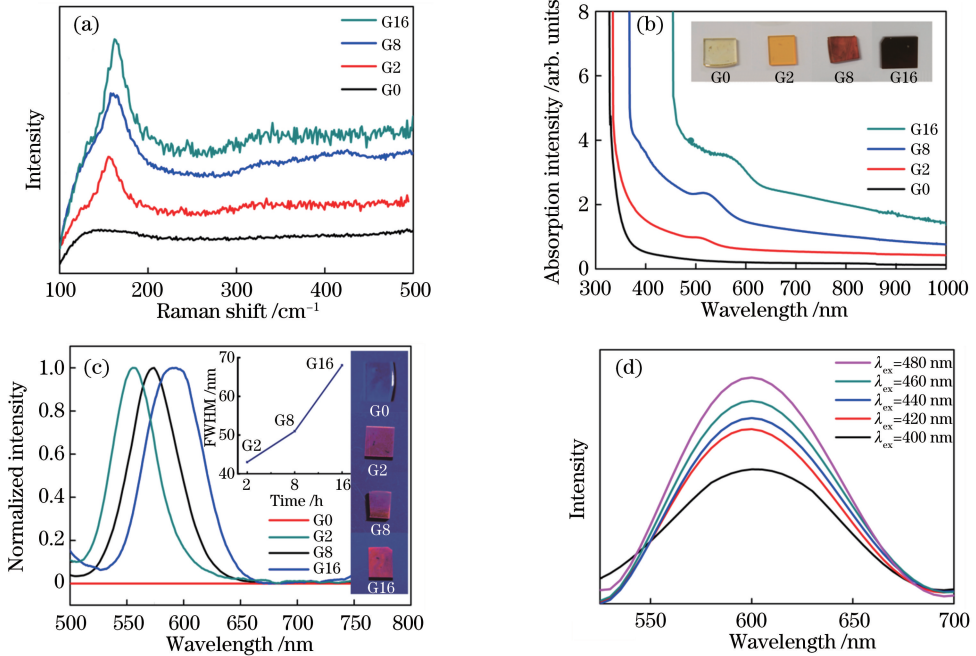 (a)
G16
G8
G2
G0
Intensity
100 200 300 400 500
Raman shift /cm⁻¹
(b)
8
6
4
2
0
Absorption intensity /arb. units
G0 G2 G8 G16
G16
G8
G2
G0
300 400 500 600 700 800 900 1000
Wavelength /nm
(c)
1.0
0.8
0.6
0.4
0.2
0
Normalized intensity
70
60
50
40
FWHM /nm
G2
G8
G16
2 8 16
Time /h
G0
G2
G8
G16
G0
G2
G8
G16
500 550 600 650 700 750 800
Wavelength /nm
(d)
λex=480 nm
λex=460 nm
λex=440 nm
λex=420 nm
λex=400 nm
Intensity
550 600 650 700
Wavelength /nm